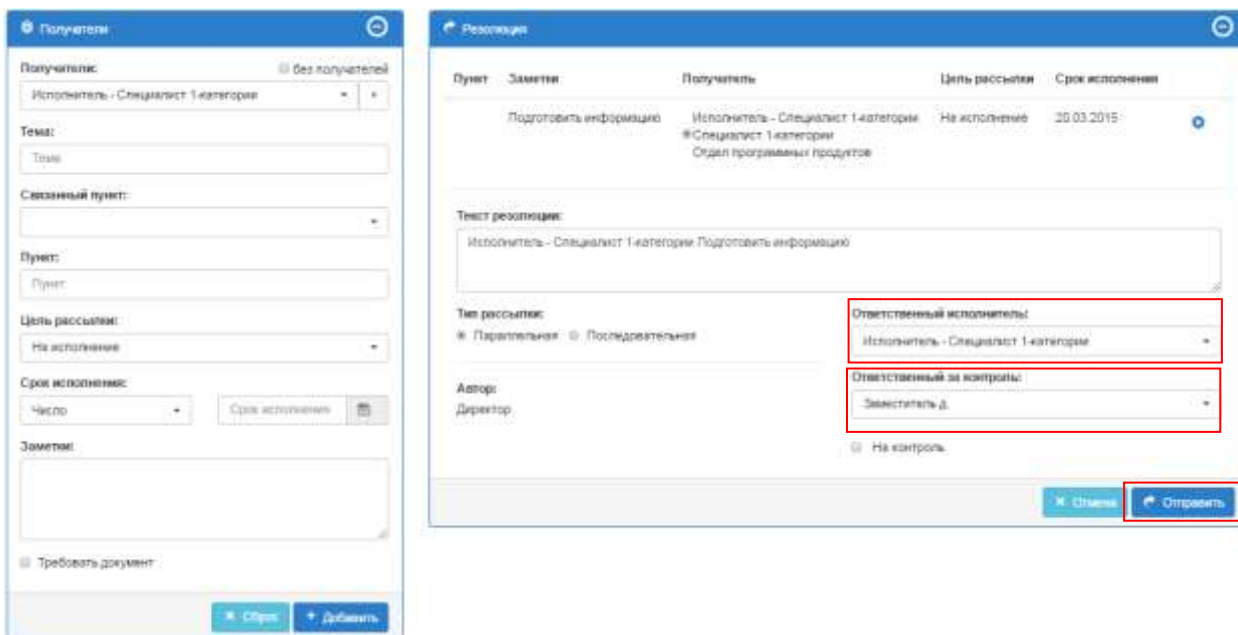 Получатели
Получатели:
без получателей
Исполнитель - Специалист 1-категории
Тема:
Тема
Связанный пункт:
Пункт:
Пункт
Цель рассылки:
На исполнение
Срок исполнения:
Число
Срок исполнения
Заметки:
Требовать документ
× Сброс
+ Добавить
Резолюция
Пункт Заметки Получатель Цель рассылки Срок исполнения
Подготовить информацию Исполнитель - Специалист 1-категории На исполнение 20.03.2015
Специалист 1-категории
Отдел программных продуктов
Текст резолюции:
Исполнитель - Специалист 1-категории Подготовить информацию
Тип рассылки:
Параллельная Последовательная
Ответственный исполнитель:
Исполнитель - Специалист 1-категории
Автор:
Директор
Ответственный за контроль:
Заместитель д.
На контроль
× Отмена
Отправить